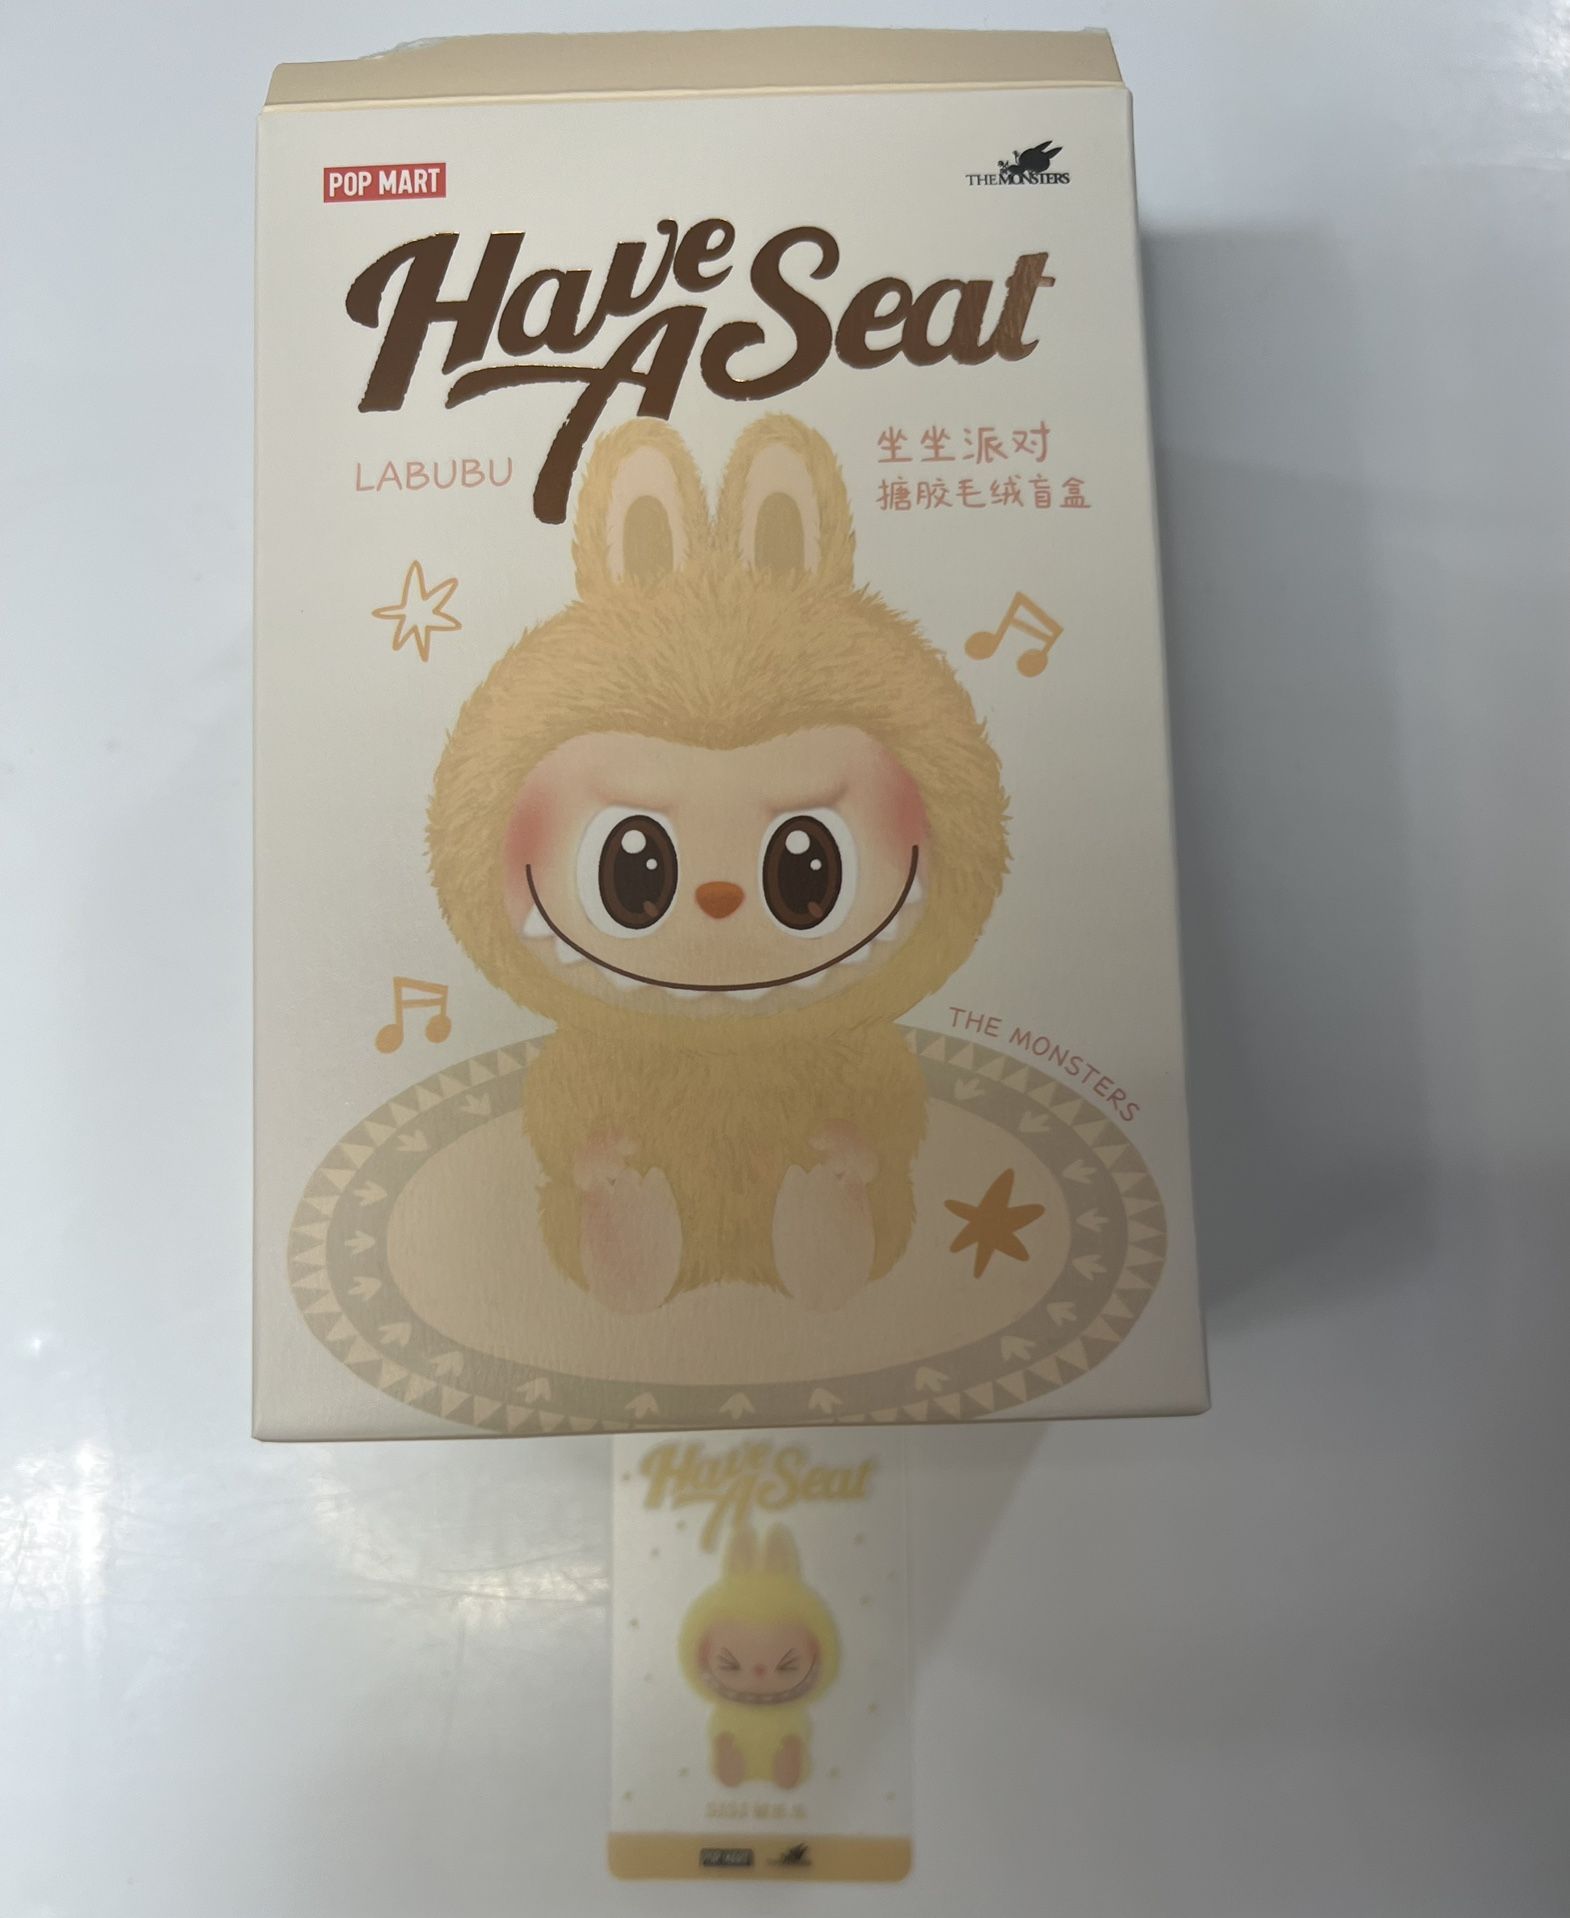 POP MART
THE MONSTERS
Have A Seat
LABUBU
坐坐派对
搪胶毛绒盲盒
THE MONSTERS
Have A Seat
SISI
POP MART